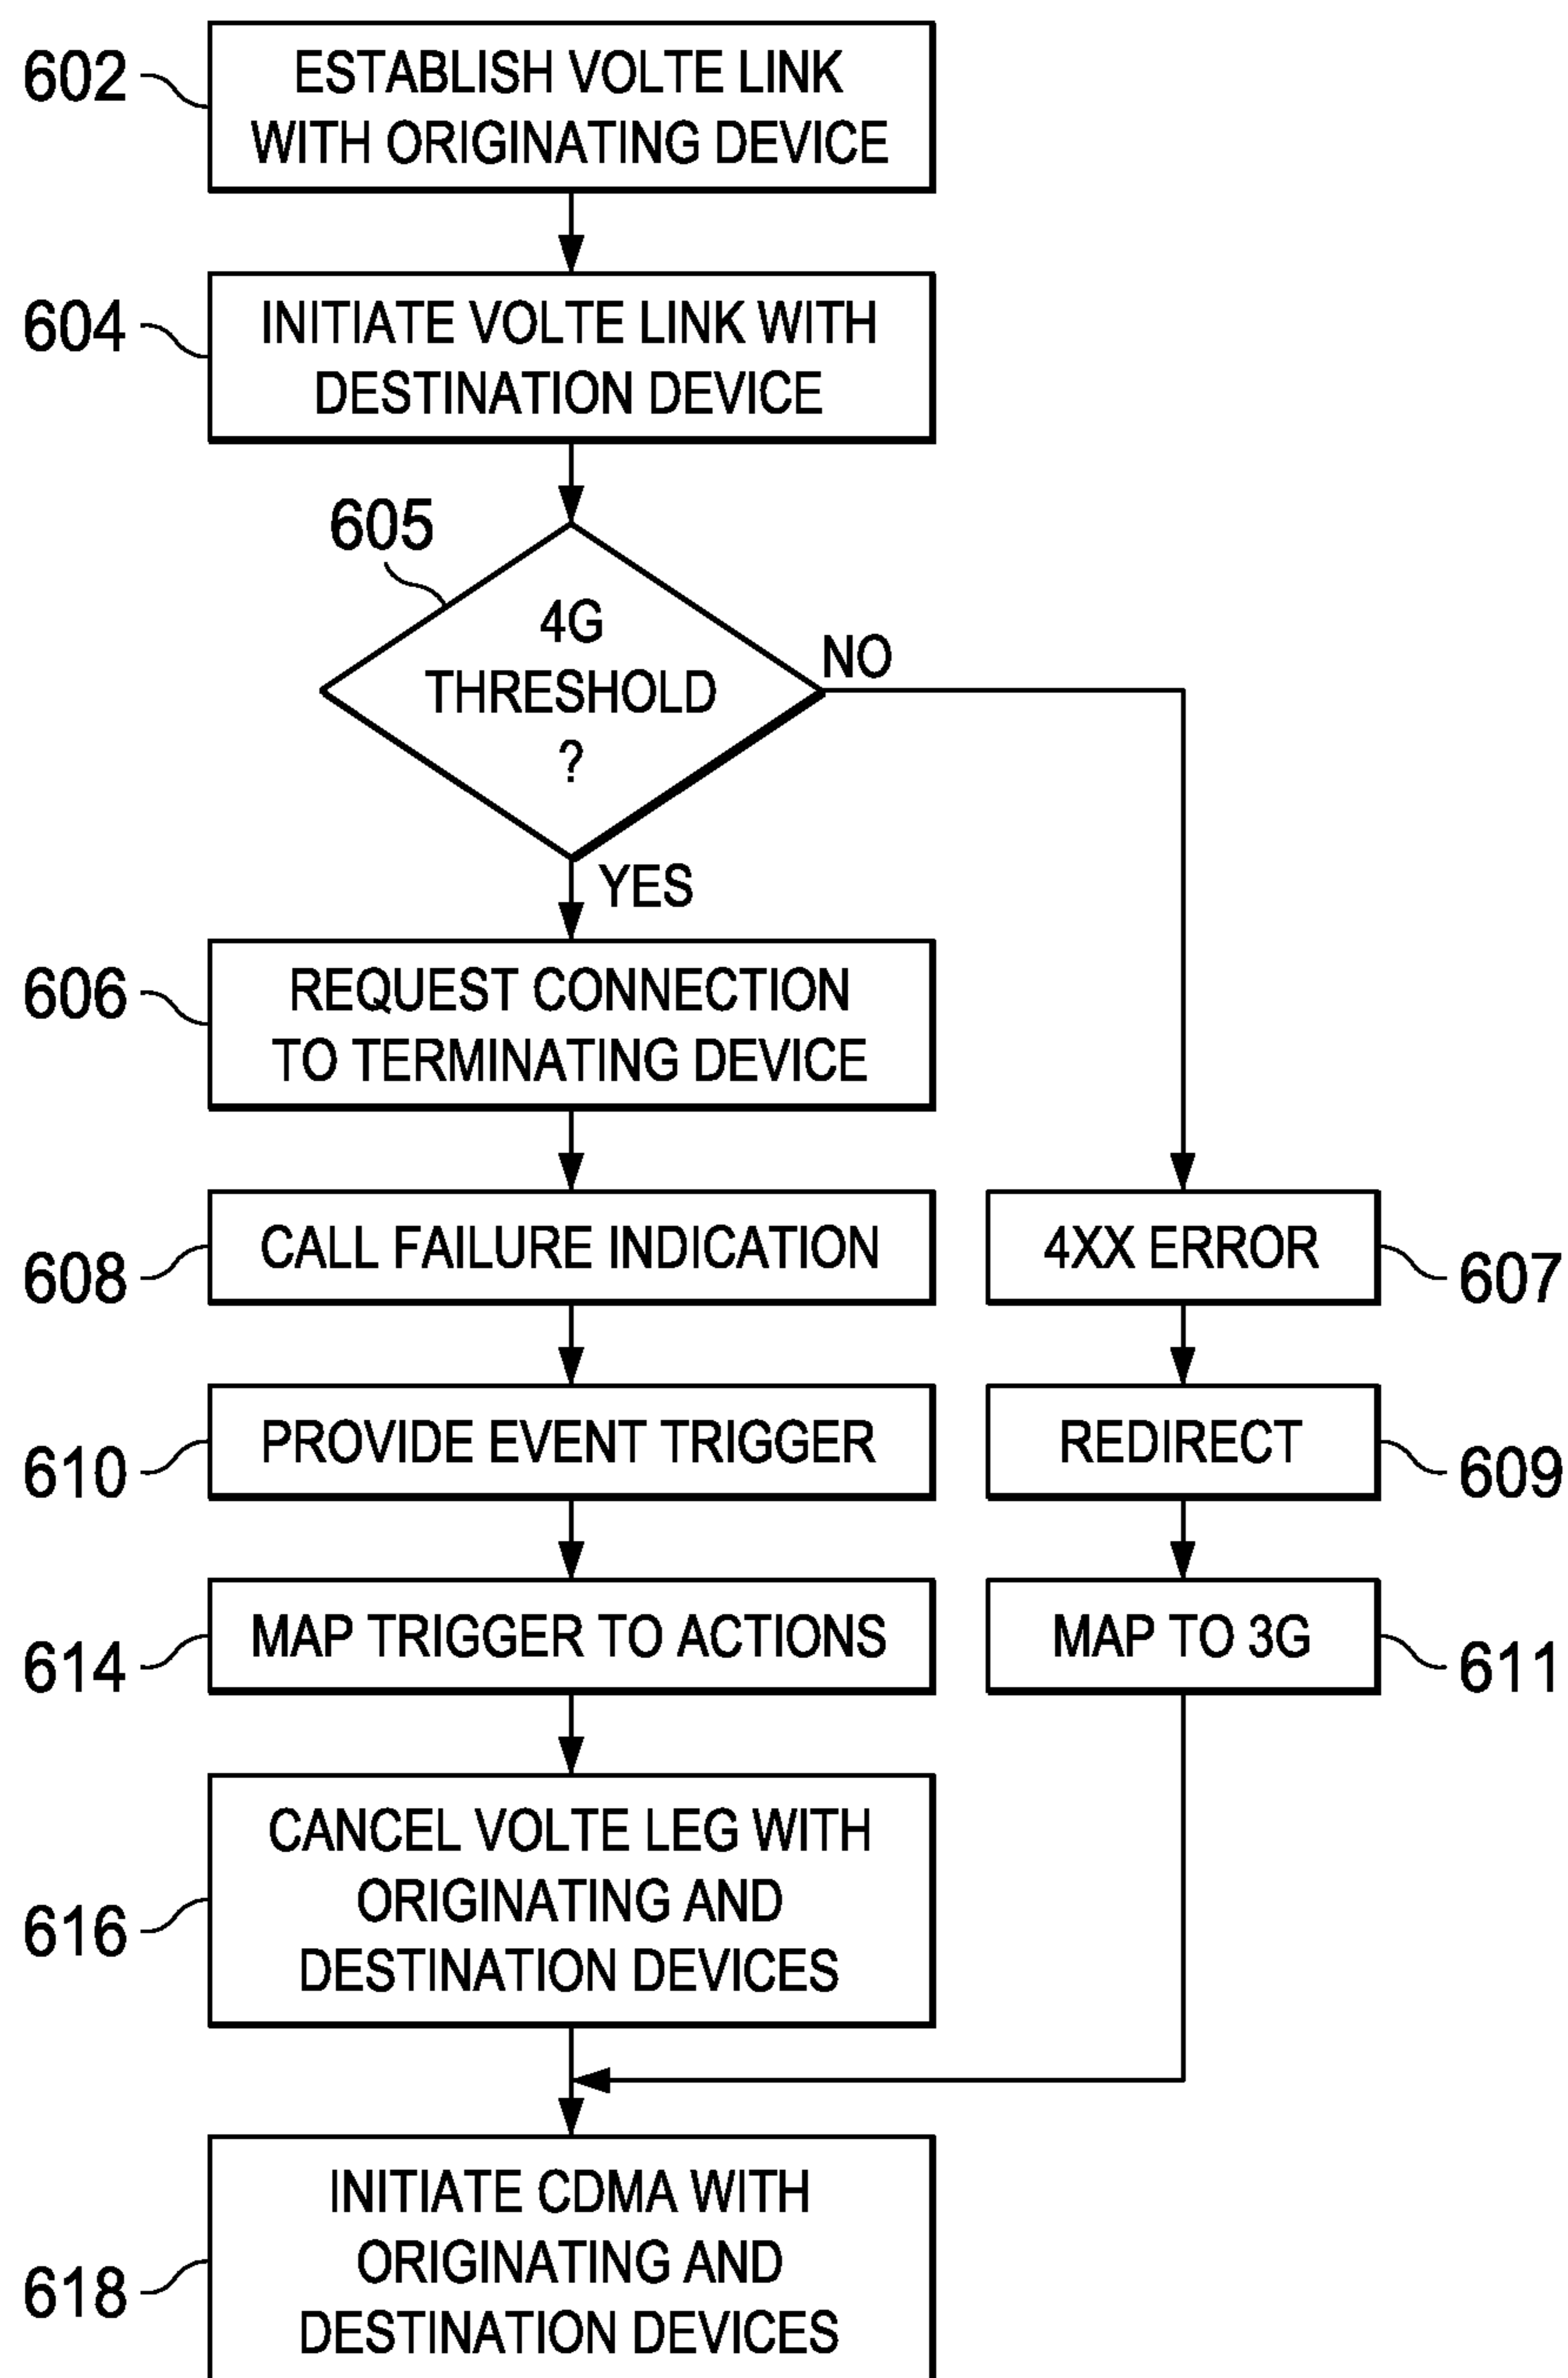 602
ESTABLISH VOLTE LINK
WITH ORIGINATING DEVICE
604
INITIATE VOLTE LINK WITH
DESTINATION DEVICE
605
4G
THRESHOLD
?
NO
YES
606
REQUEST CONNECTION
TO TERMINATING DEVICE
608
CALL FAILURE INDICATION
4XX ERROR
607
610
PROVIDE EVENT TRIGGER
REDIRECT
609
614
MAP TRIGGER TO ACTIONS
MAP TO 3G
611
616
CANCEL VOLTE LEG WITH
ORIGINATING AND
DESTINATION DEVICES
618
INITIATE CDMA WITH
ORIGINATING AND
DESTINATION DEVICES